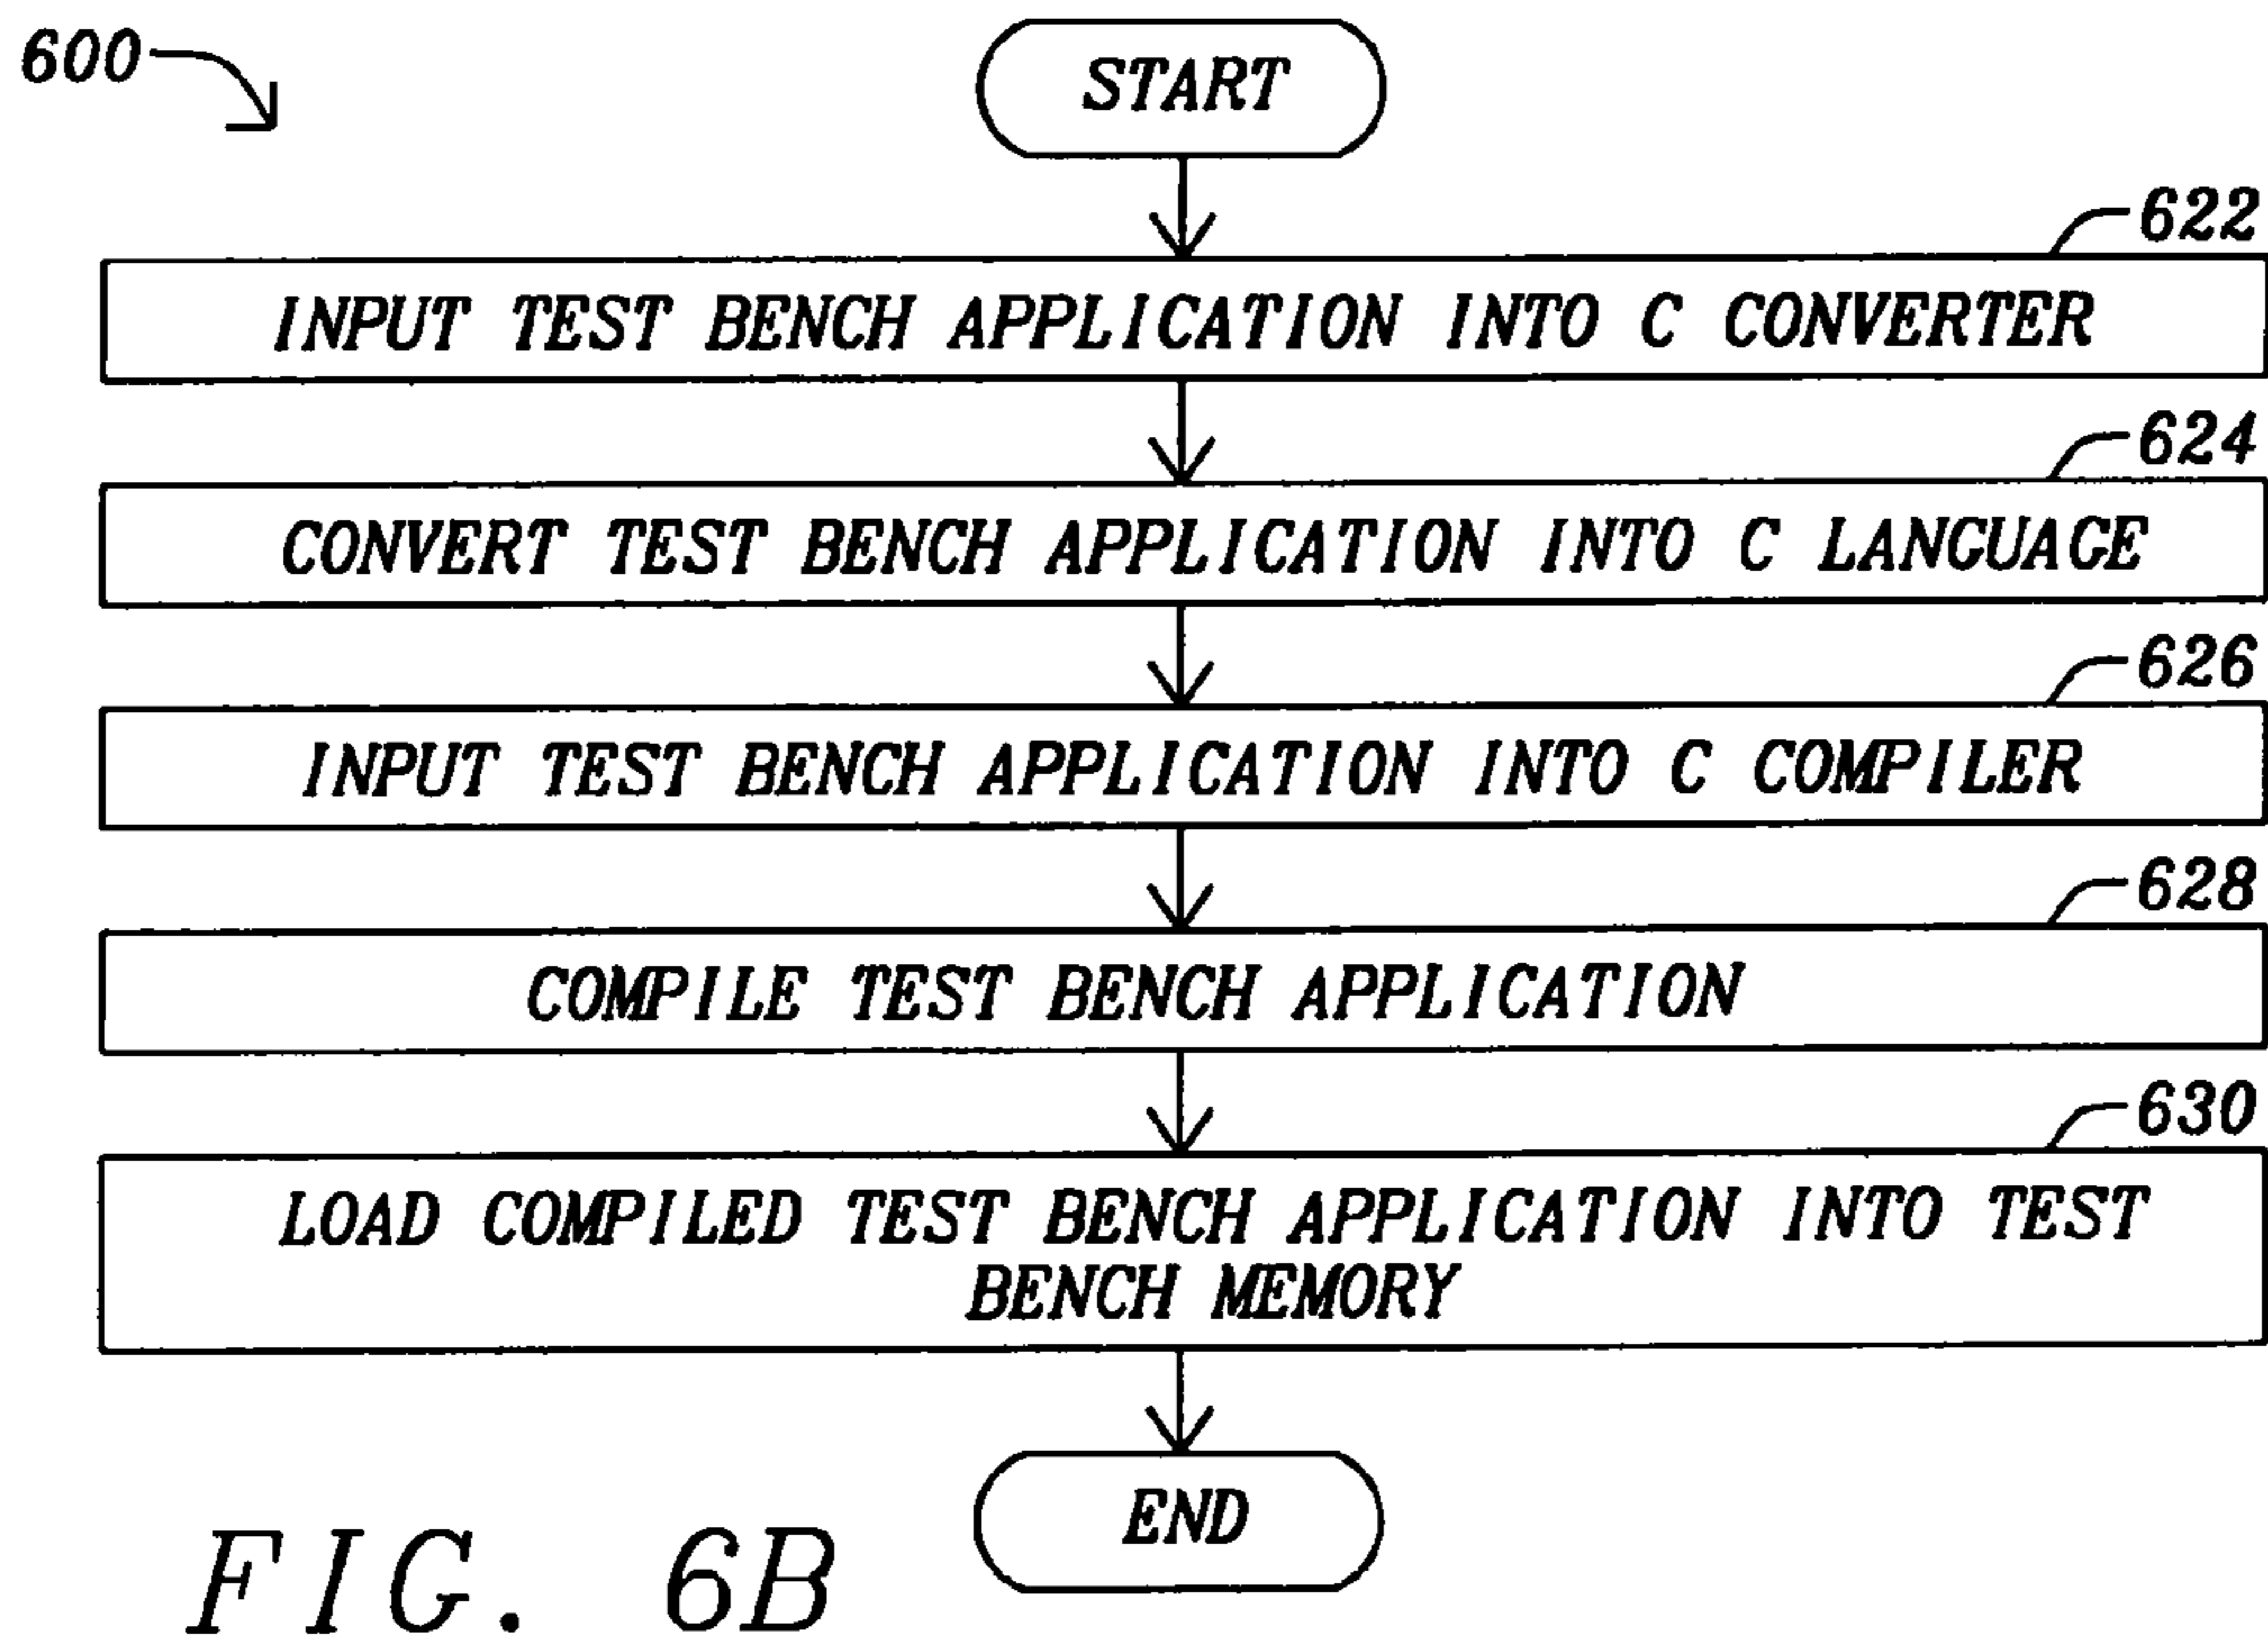 600
START
622
INPUT TEST BENCH APPLICATION INTO C CONVERTER
624
CONVERT TEST BENCH APPLICATION INTO C LANGUAGE
626
INPUT TEST BENCH APPLICATION INTO C COMPILER
628
COMPILE TEST BENCH APPLICATION
630
LOAD COMPILED TEST BENCH APPLICATION INTO TEST
BENCH MEMORY
END
FIG. 6B